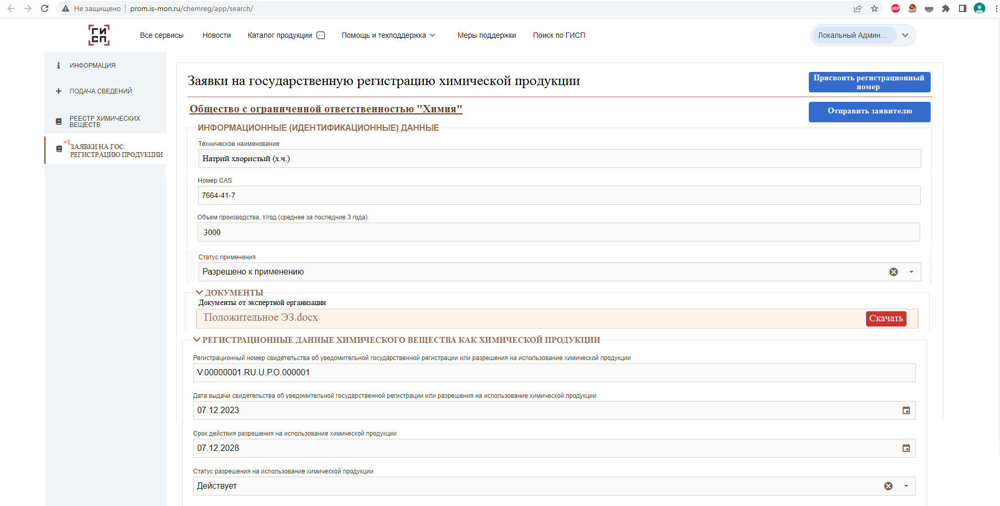 Не защищено
prom.is-mon.ru/chemreg/app/search/
ABP
ГИ
СП
Все сервисы
Новости
Каталог продукции
Помощь и техподдержка
Меры поддержки
Поиск по ГИСП
Локальный Админ...
ИНФОРМАЦИЯ
ПОДАЧА СВЕДЕНИЙ
РЕЕСТР ХИМИЧЕСКИХ
ВЕЩЕСТВ
+1
ЗАЯВКИ НА ГОС.
РЕГИСТРАЦИЮ ПРОДУКЦИИ
Заявки на государственную регистрацию химической продукции
Присвоить регистрационный
номер
Общество с ограниченной ответственностью "Химия"
Отправить заявителю
ИНФОРМАЦИОННЫЕ (ИДЕНТИФИКАЦИОННЫЕ) ДАННЫЕ
Техническое наименование
Натрий хлористый (х.ч.)
Номер CAS
7664-41-7
Объем производства, т/год (среднее за последние 3 года)
3000
Статус применения
Разрешено к применению
ДОКУМЕНТЫ
Документы от экспертной организации
Положительное ЭЗ.docx
Скачать
РЕГИСТРАЦИОННЫЕ ДАННЫЕ ХИМИЧЕСКОГО ВЕЩЕСТВА КАК ХИМИЧЕСКОЙ ПРОДУКЦИИ
Регистрационный номер свидетельства об уведомительной государственной регистрации или разрешения на использование химической продукции
V.00000001.RU.U.P.O.000001
Дата выдачи свидетельства об уведомительной государственной регистрации или разрешения на использование химической продукции
07.12.2023
Срок действия разрешения на использование химической продукции
07.12.2028
Статус разрешения на использование химической продукции
Действует